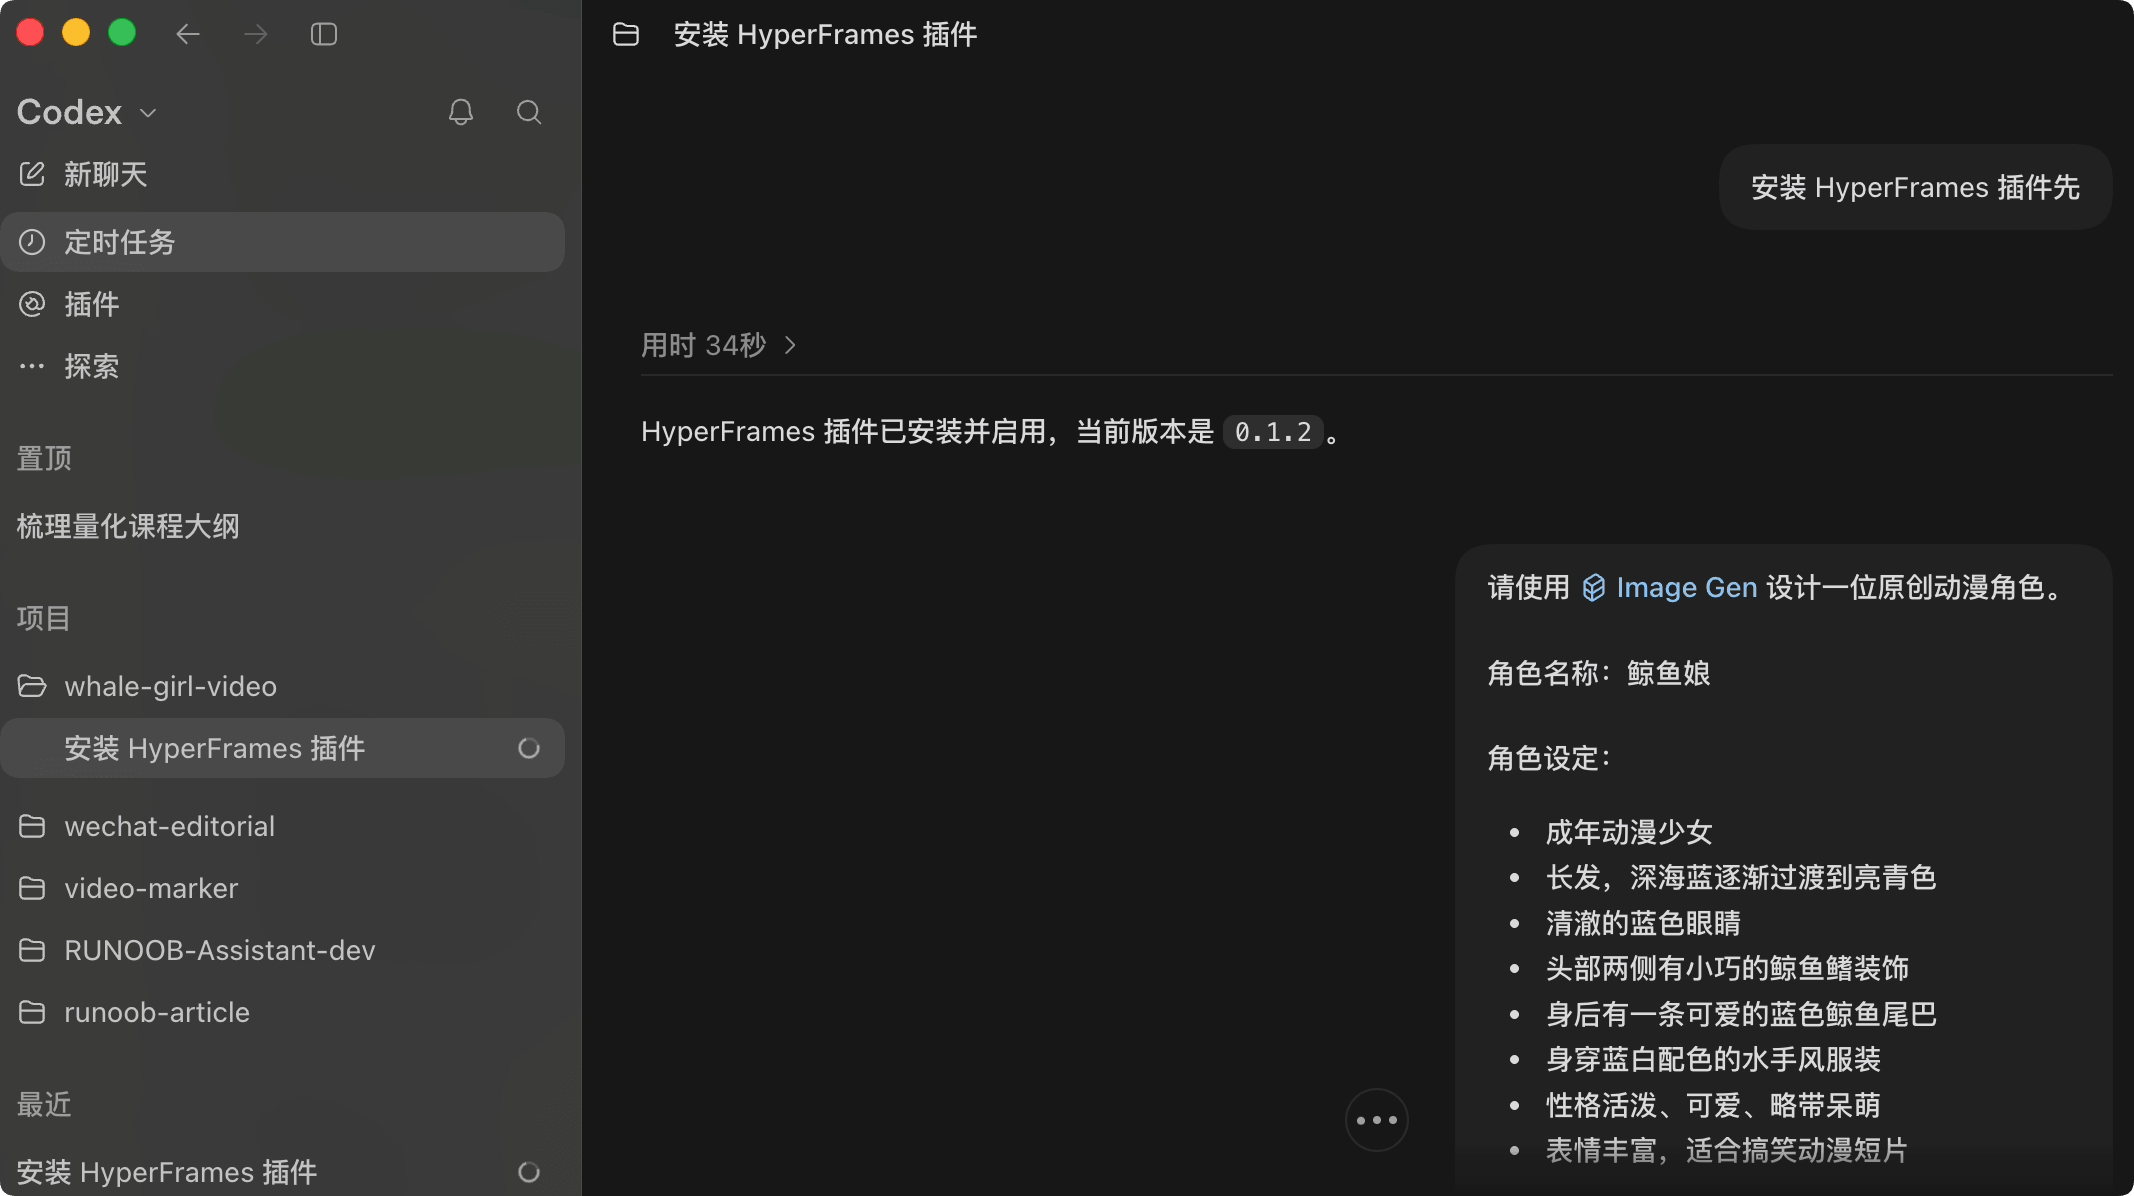 安装 HyperFrames 插件
Codex
新聊天
定时任务
插件
探索
置顶
梳理量化课程大纲
项目
whale-girl-video
安装 HyperFrames 插件
wechat-editorial
video-marker
RUNOOB-Assistant-dev
runoob-article
最近
安装 HyperFrames 插件
安装 HyperFrames 插件先
用时 34秒
HyperFrames 插件已安装并启用，当前版本是 0.1.2。
请使用 Image Gen 设计一位原创动漫角色。
角色名称：鲸鱼娘
角色设定：
• 成年动漫少女
• 长发，深海蓝逐渐过渡到亮青色
• 清澈的蓝色眼睛
• 头部两侧有小巧的鲸鱼鳍装饰
• 身后有一条可爱的蓝色鲸鱼尾巴
• 身穿蓝白配色的水手风服装
• 性格活泼、可爱、略带呆萌
• 表情丰富，适合搞笑动漫短片